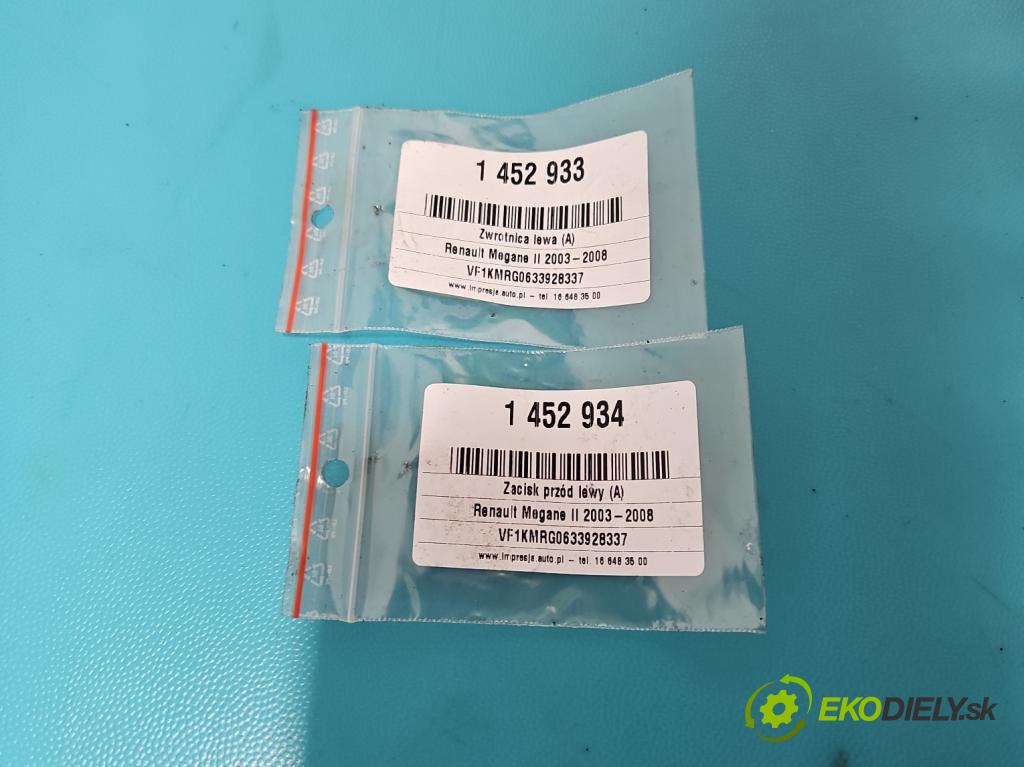 1 452 933
Zwrotnica lewa (A)
Renault Megane II 2003-2008
VF1KMRG0633928337
www.impresja.auto.pl - tel. 16 648 35 00
1 452 934
Zacisk przód lewy (A)
Renault Megane II 2003-2008
VF1KMRG0633928337
www.impresja.auto.pl - tel. 16 648 35 00
EKODIELY.sk